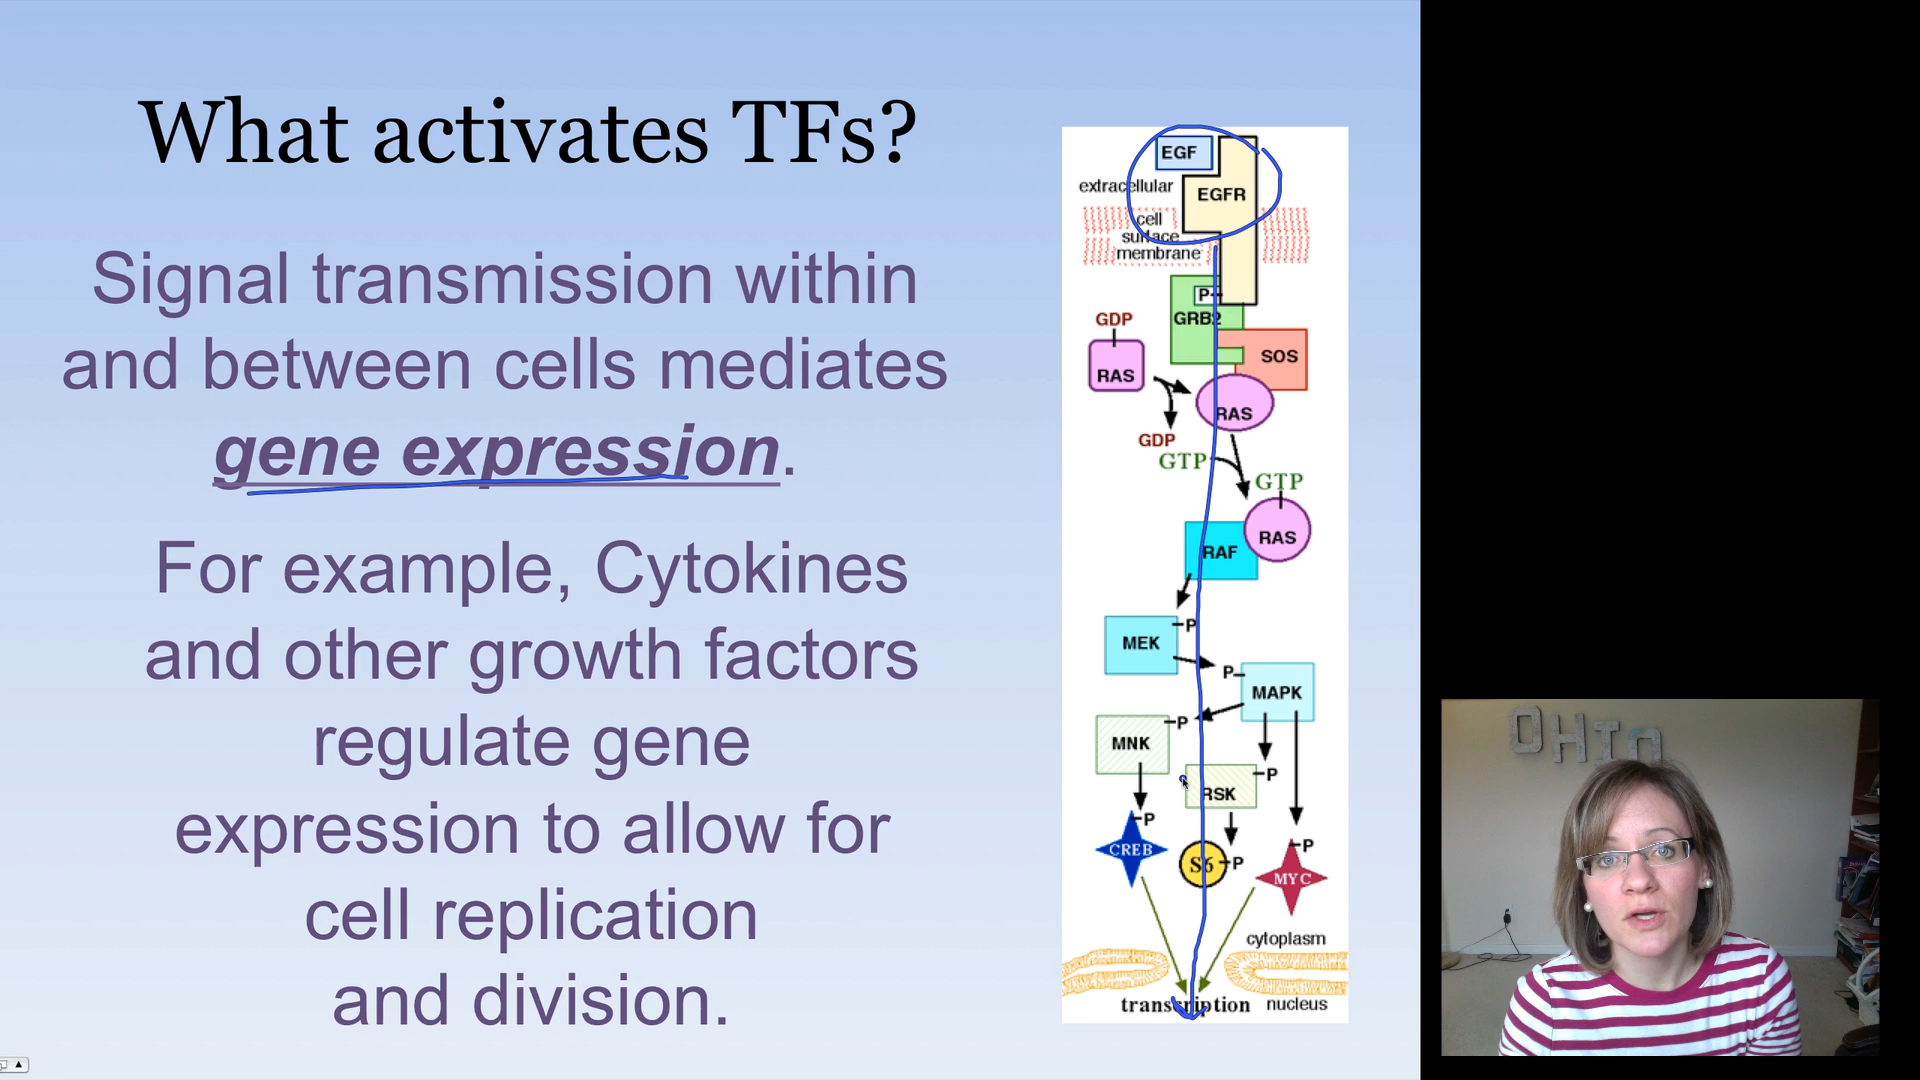 What activates TFs?
Signal transmission within
and between cells mediates
gene expression.
For example, Cytokines
and other growth factors
regulate gene
expression to allow for
cell replication
and division.
EGF
extracellular
EGFR
cell
surface
membrane
P
GRB2
GDP
SOS
RAS
RAS
GDP
GTP
GTP
RAS
RAF
P
MEK
P
MAPK
P
MNK
P
RSK
P
CREB
P
S6
P
MYC
cytoplasm
transcription
nucleus
OHIO